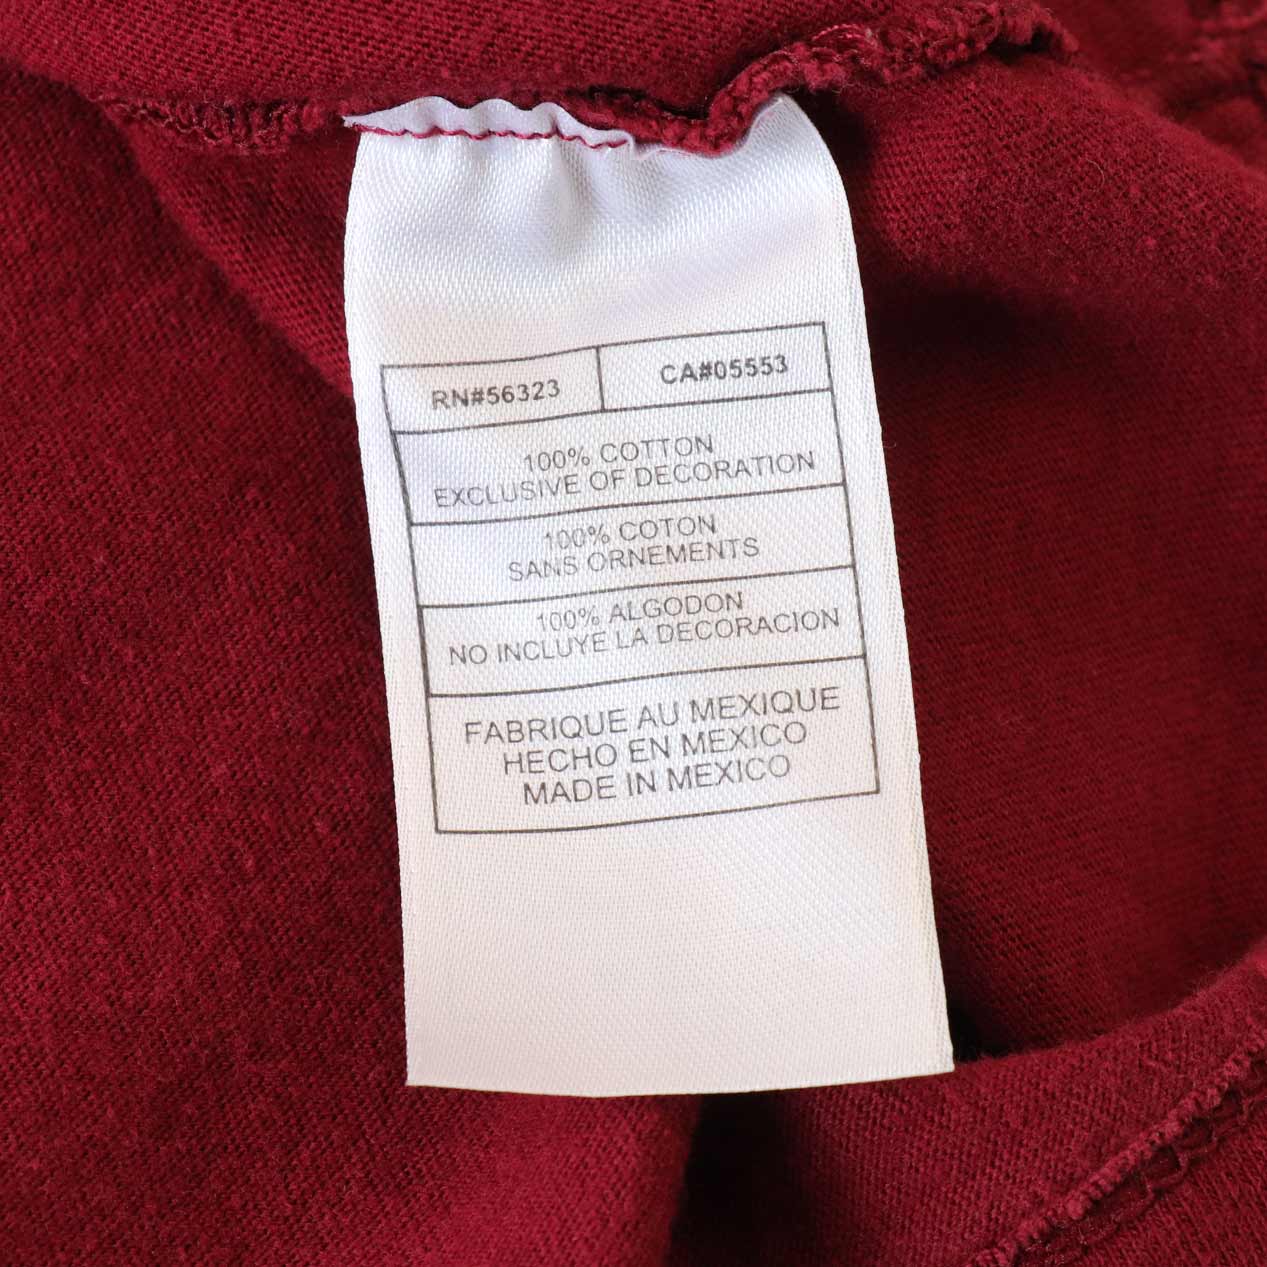 RN#56323 CA#05553
100% COTTON
EXCLUSIVE OF DECORATION
100% COTON
SANS ORNEMENTS
100% ALGODON
NO INCLUYE LA DECORACION
FABRIQUE AU MEXIQUE
HECHO EN MEXICO
MADE IN MEXICO